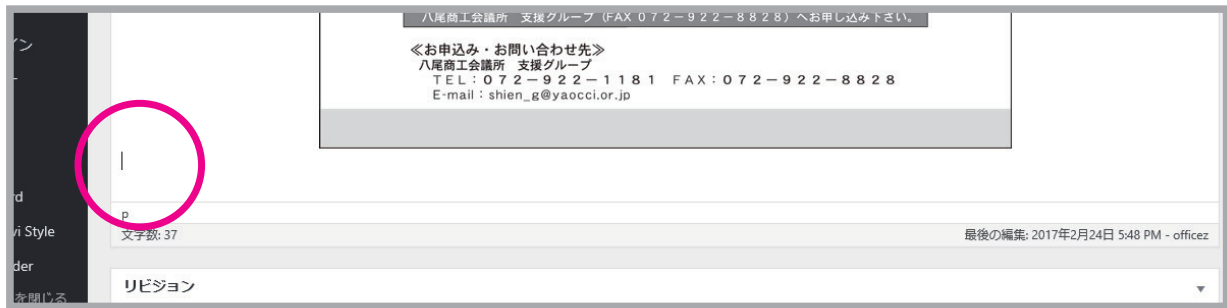 八尾商工会議所 支援グループ（FAX 072－922－8828）へお申し込み下さい。
≪お申込み・お問い合わせ先≫
八尾商工会議所 支援グループ
TEL：072－922－1181 FAX：072－922－8828
E-mail：shien_g@yaocci.or.jp
イン
ー
rd
vi Style
der
を閉じる
p
文字数: 37
最後の編集: 2017年2月24日 5:48 PM - officez
リビジョン